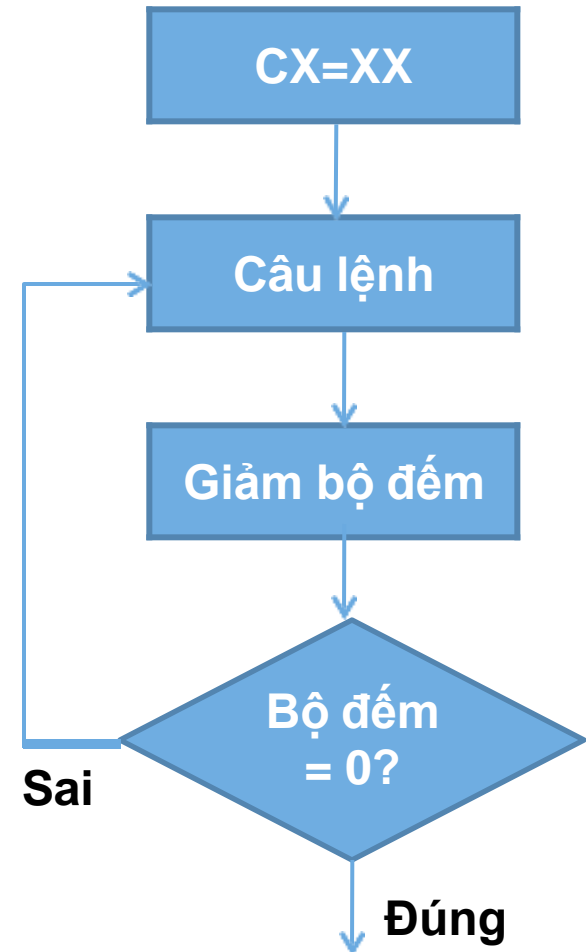 CX=XX
Câu lệnh
Giảm bộ đếm
Bộ đếm
= 0?
Sai
Đúng